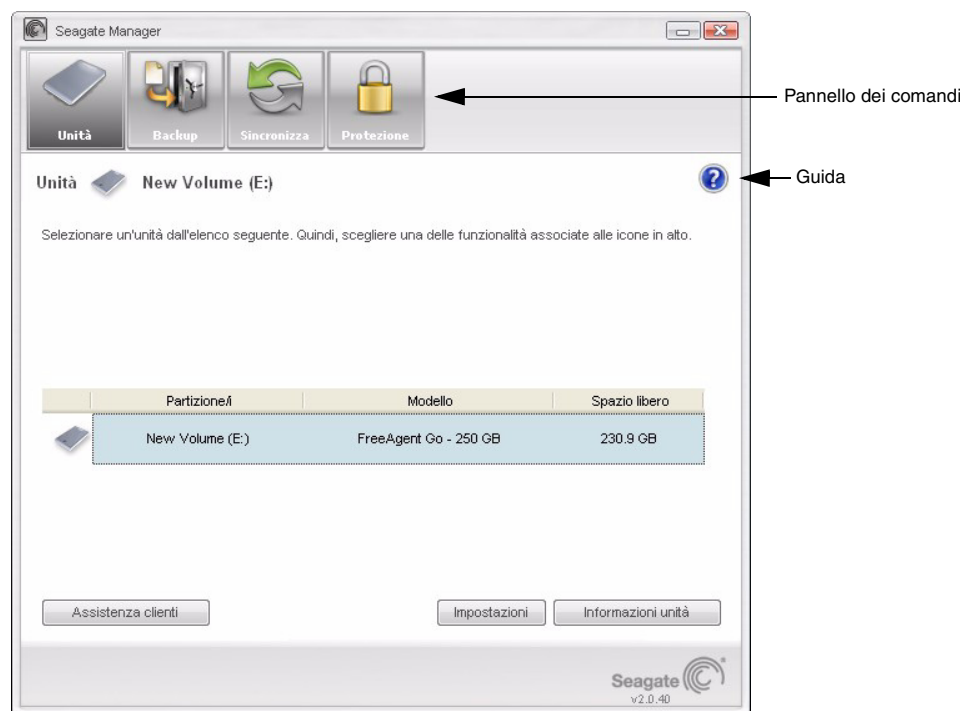 Seagate Manager
Unità
Backup
Sincronizza
Protezione
Pannello dei comandi
Unità New Volume (E:)
?
Guida
Selezionare un'unità dall'elenco seguente. Quindi, scegliere una delle funzionalità associate alle icone in alto.
Partizione/i Modello Spazio libero
New Volume (E:) FreeAgent Go - 250 GB 230.9 GB
Assistenza clienti Impostazioni Informazioni unità
Seagate
v2.0.40